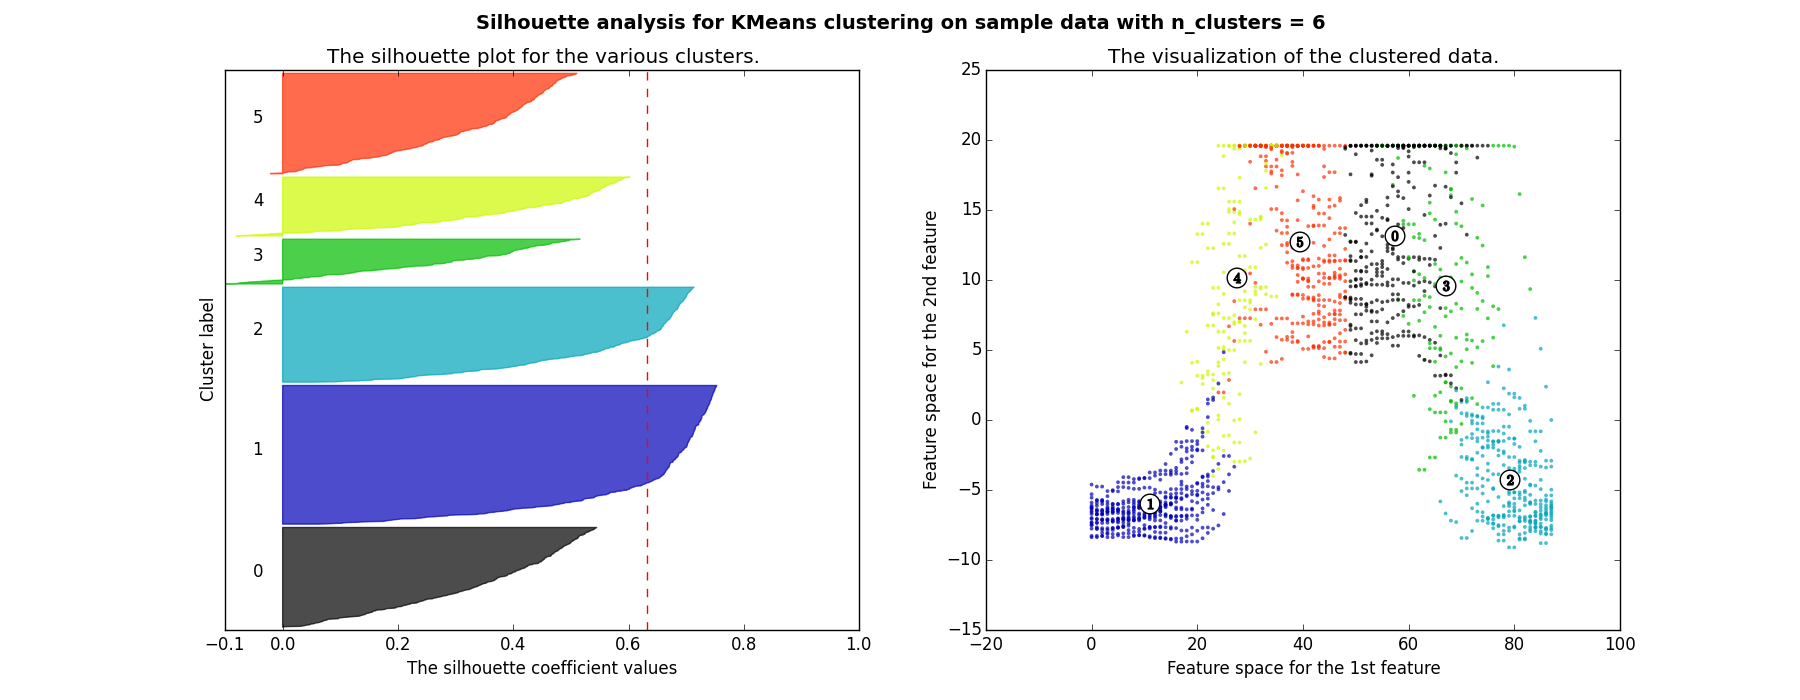 Silhouette analysis for KMeans clustering on sample data with n_clusters = 6
The silhouette plot for the various clusters.
5
4
3
2
1
0
Cluster label
−0.1 0.0 0.2 0.4 0.6 0.8 1.0
The silhouette coefficient values
The visualization of the clustered data.
25
20
15
10
5
0
−5
−10
−15
Feature space for the 2nd feature
0
5
4
3
2
1
−20 0 20 40 60 80 100
Feature space for the 1st feature